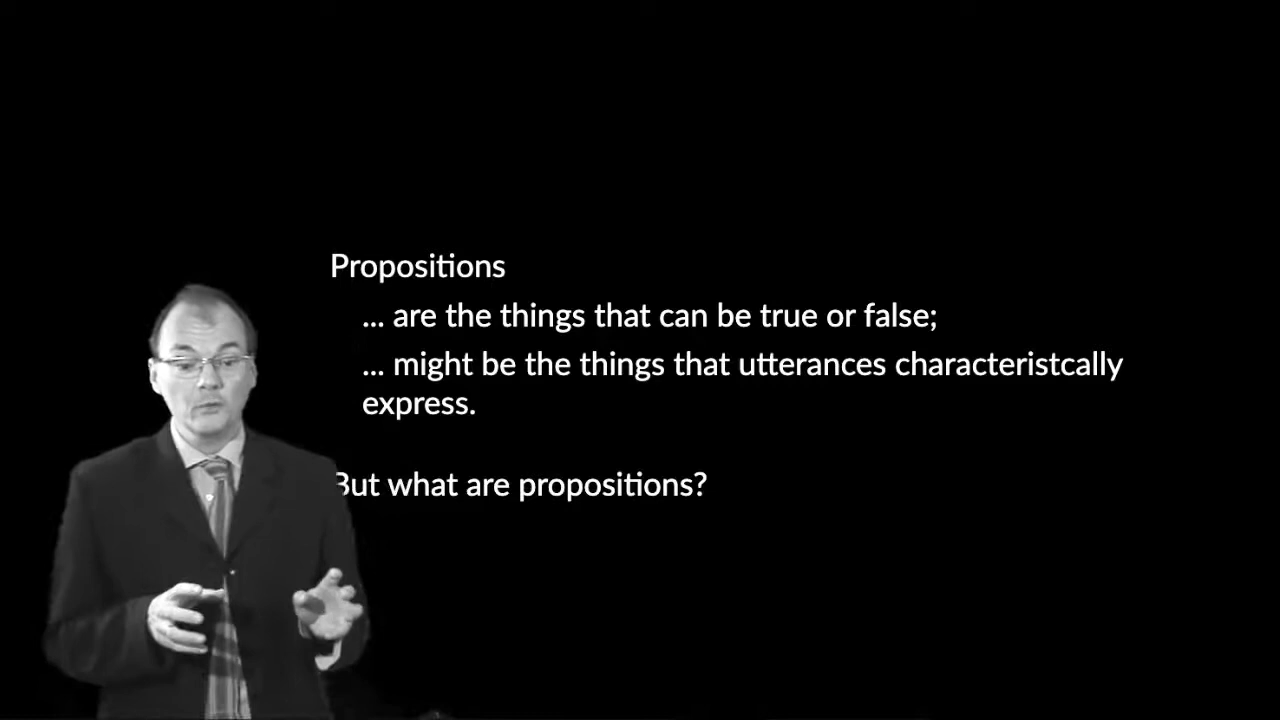 Propositions
... are the things that can be true or false;
... might be the things that utterances characteristcally
express.
But what are propositions?